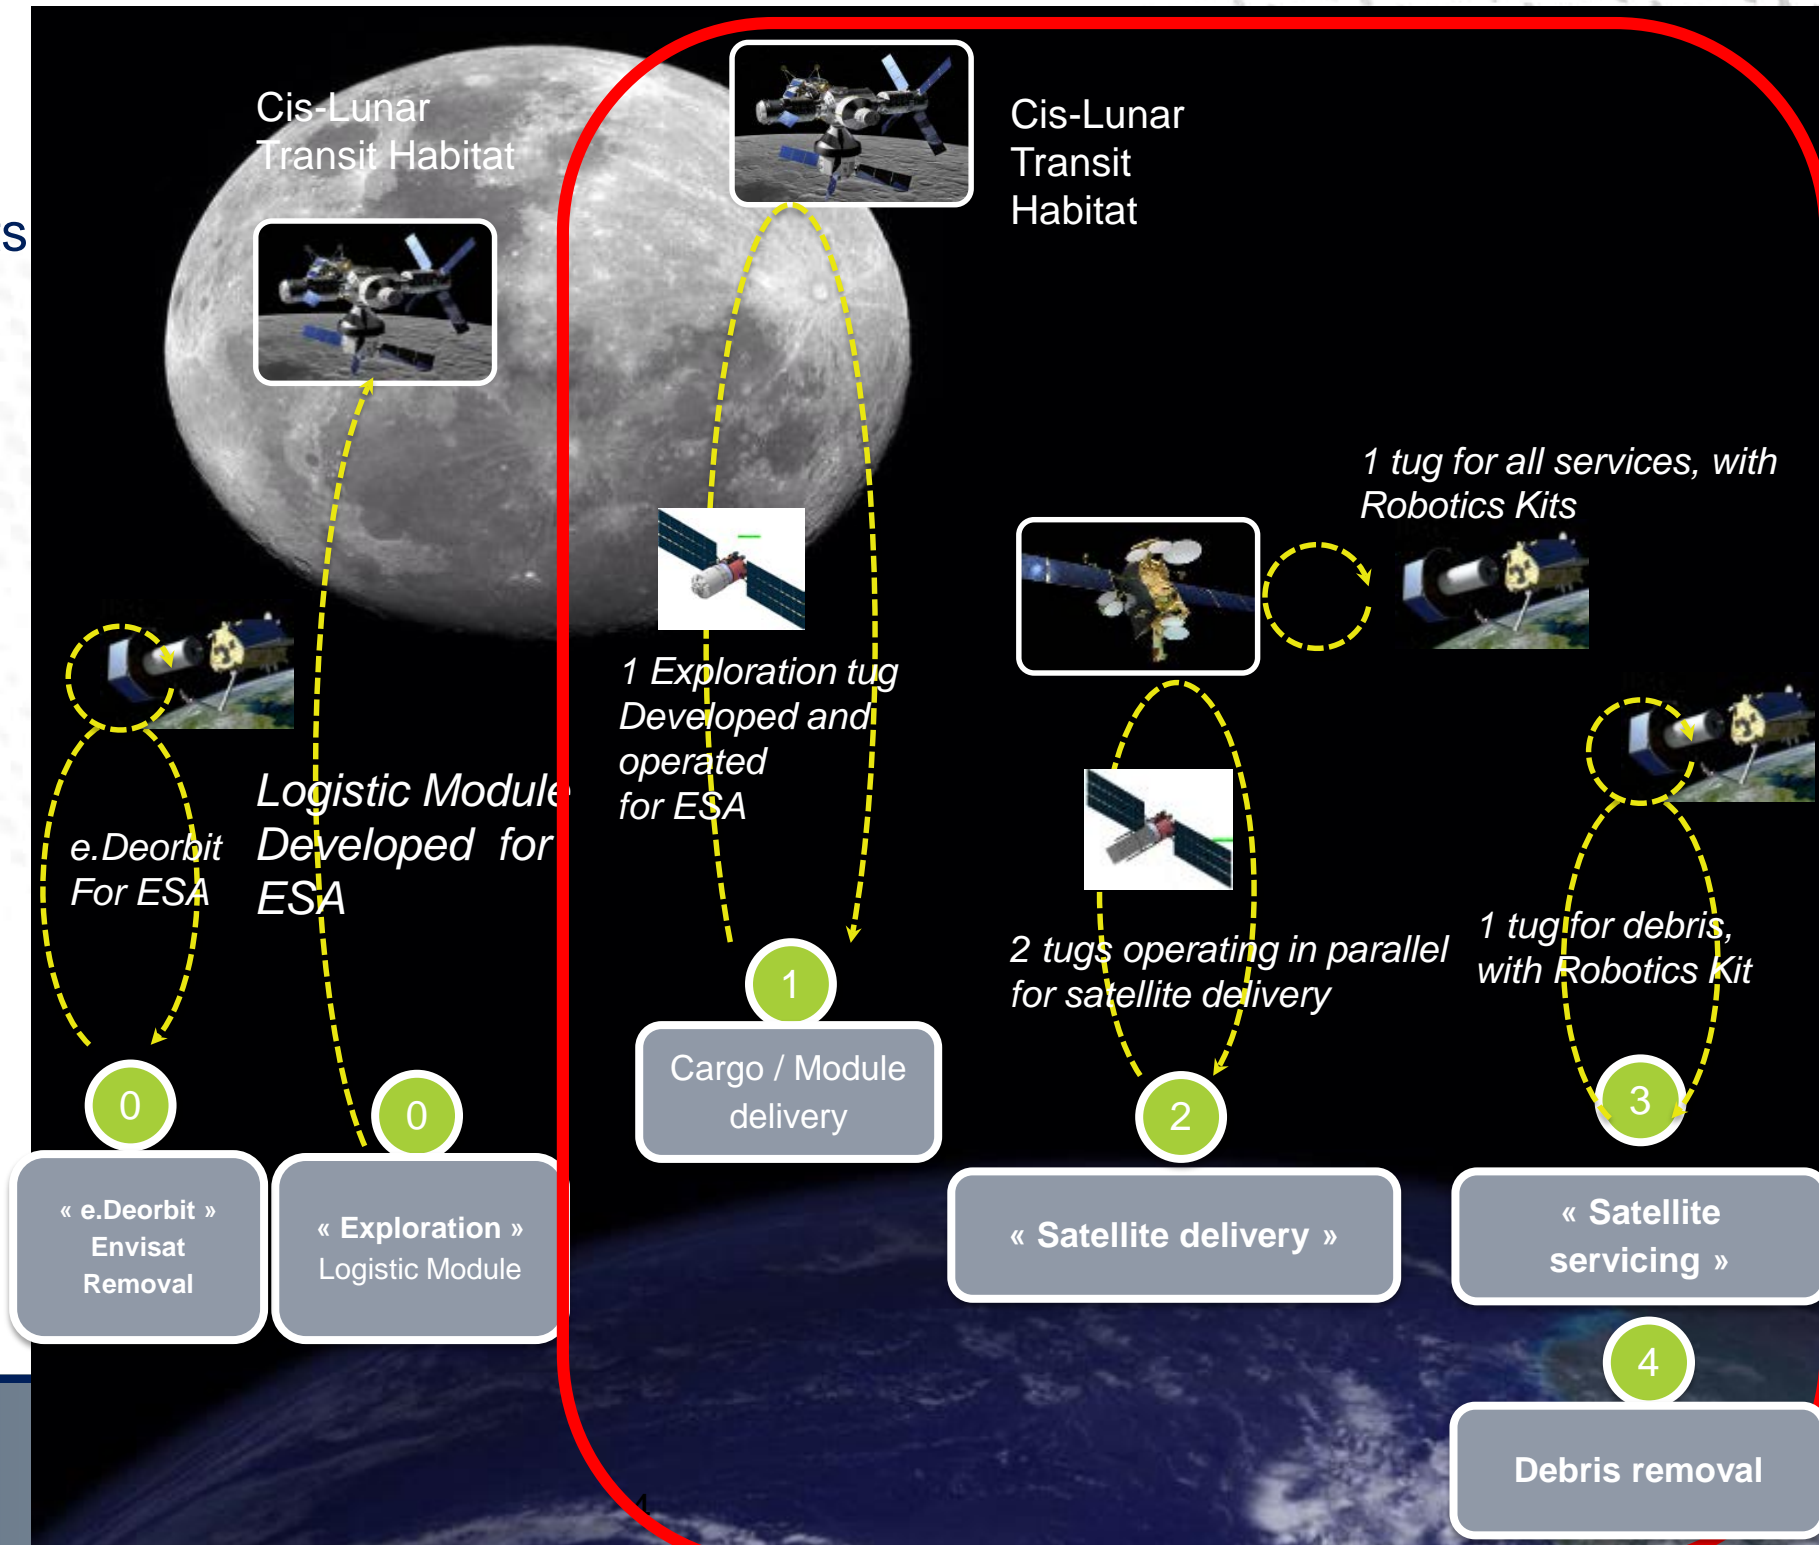 Cis-Lunar
Transit Habitat
Cis-Lunar
Transit
Habitat
s
1 tug for all services, with
Robotics Kits
1 Exploration tug
Developed and
operated
for ESA
Logistic Module
Developed for
ESA
e.Deorbit
For ESA
2 tugs operating in parallel
for satellite delivery
1 tug for debris,
with Robotics Kit
0
« e.Deorbit »
Envisat
Removal
0
« Exploration »
Logistic Module
1
Cargo / Module
delivery
2
« Satellite delivery »
3
« Satellite
servicing »
4
Debris removal
4